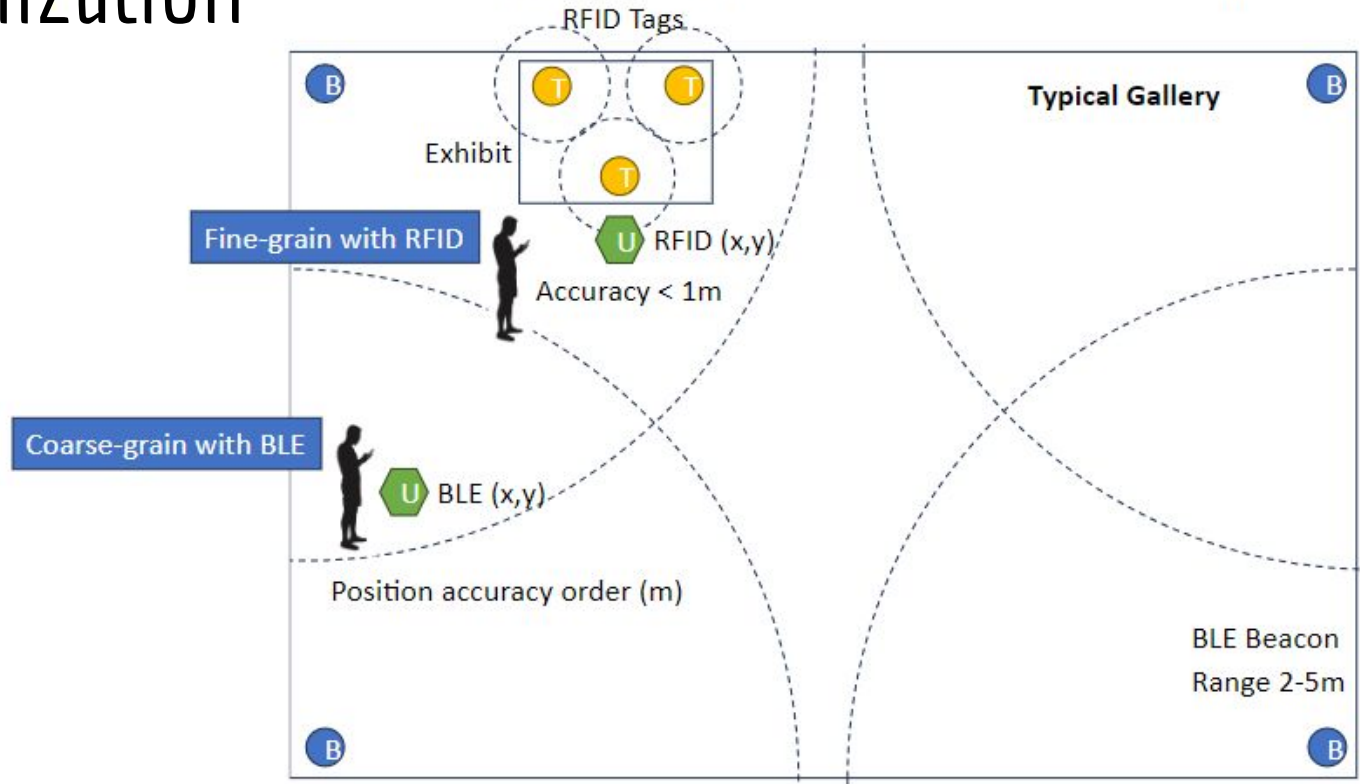 RFID Tags
B
T
T
Typical Gallery
B
Exhibit
T
Fine-grain with RFID
U
RFID (x,y)
Accuracy < 1m
Coarse-grain with BLE
U
BLE (x,y)
Position accuracy order (m)
BLE Beacon
Range 2-5m
B
B